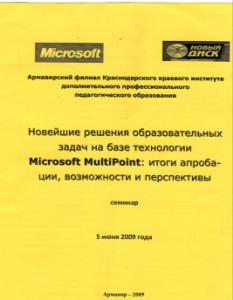 Microsoft
НОВЫЙ ДИСК
Армавирский филиал Краснодарского краевого института
дополнительного профессионального
педагогического образования
Новейшие решения образовательных
задач на базе технологии
Microsoft MultiPoint: итоги апроба-
ции, возможности и перспективы
семинар
5 июня 2009 года
Армавир – 2009